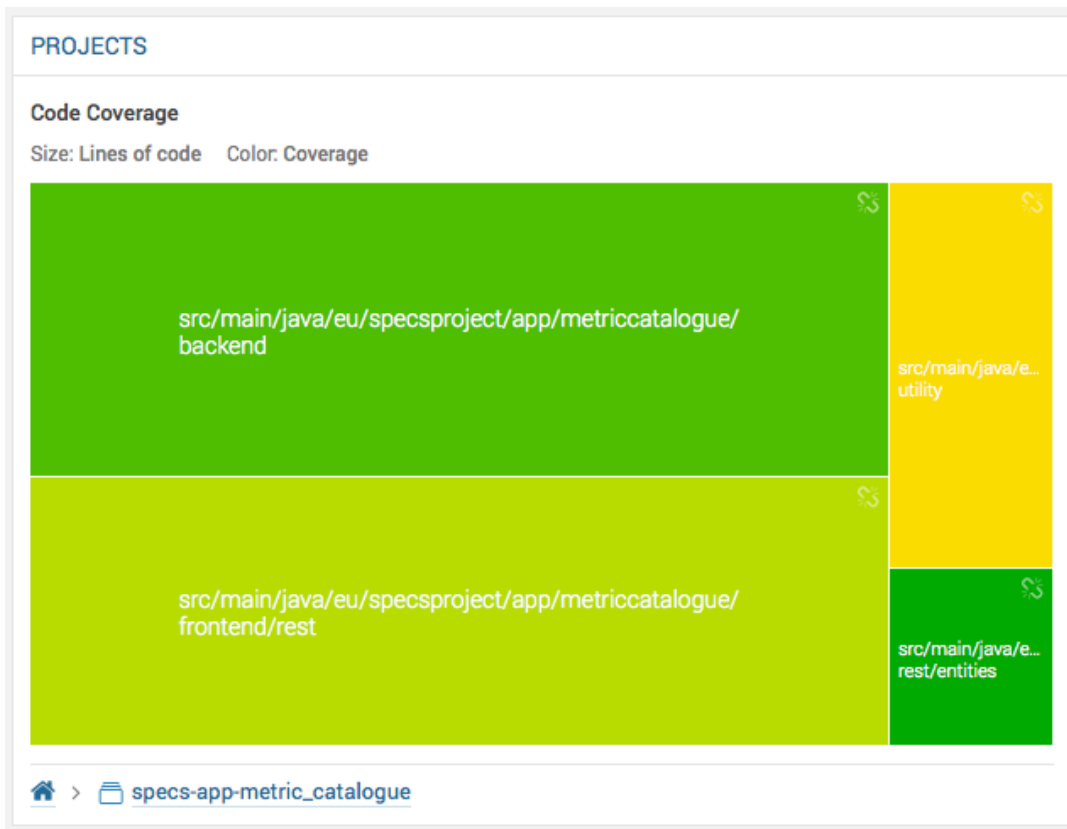 PROJECTS
Code Coverage
Size: Lines of code Color: Coverage
src/main/java/eu/specsproject/app/metriccatalogue/
backend
src/main/java/e...
utility
src/main/java/eu/specsproject/app/metriccatalogue/
frontend/rest
src/main/java/e...
rest/entities
> specs-app-metric_catalogue